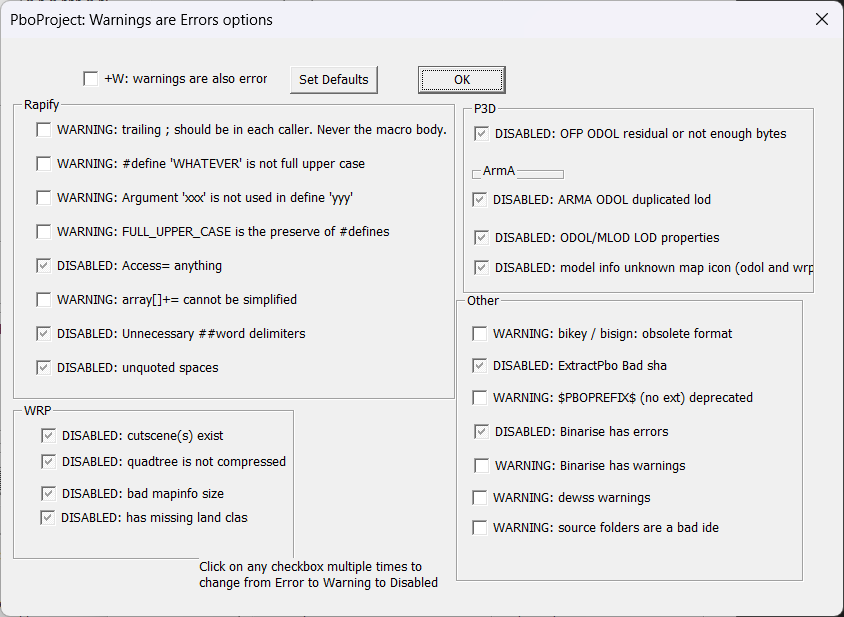 PboProject: Warnings are Errors options
+W: warnings are also error
Set Defaults
OK
Rapify
WARNING: trailing ; should be in each caller. Never the macro body.
WARNING: #define 'WHATEVER' is not full upper case
WARNING: Argument 'xxx' is not used in define 'yyy'
WARNING: FULL_UPPER_CASE is the preserve of #defines
DISABLED: Access= anything
WARNING: array[]+= cannot be simplified
DISABLED: Unnecessary ##word delimiters
DISABLED: unquoted spaces
WRP
DISABLED: cutscene(s) exist
DISABLED: quadtree is not compressed
DISABLED: bad mapinfo size
DISABLED: has missing land clas
P3D
DISABLED: OFP ODOL residual or not enough bytes
ArmA
DISABLED: ARMA ODOL duplicated lod
DISABLED: ODOL/MLOD LOD properties
DISABLED: model info unknown map icon (odol and wrp
Other
WARNING: bikey / bisign: obsolete format
DISABLED: ExtractPbo Bad sha
WARNING: $PBOPREFIX$ (no ext) deprecated
DISABLED: Binarise has errors
WARNING: Binarise has warnings
WARNING: dewss warnings
WARNING: source folders are a bad ide
Click on any checkbox multiple times to
change from Error to Warning to Disabled